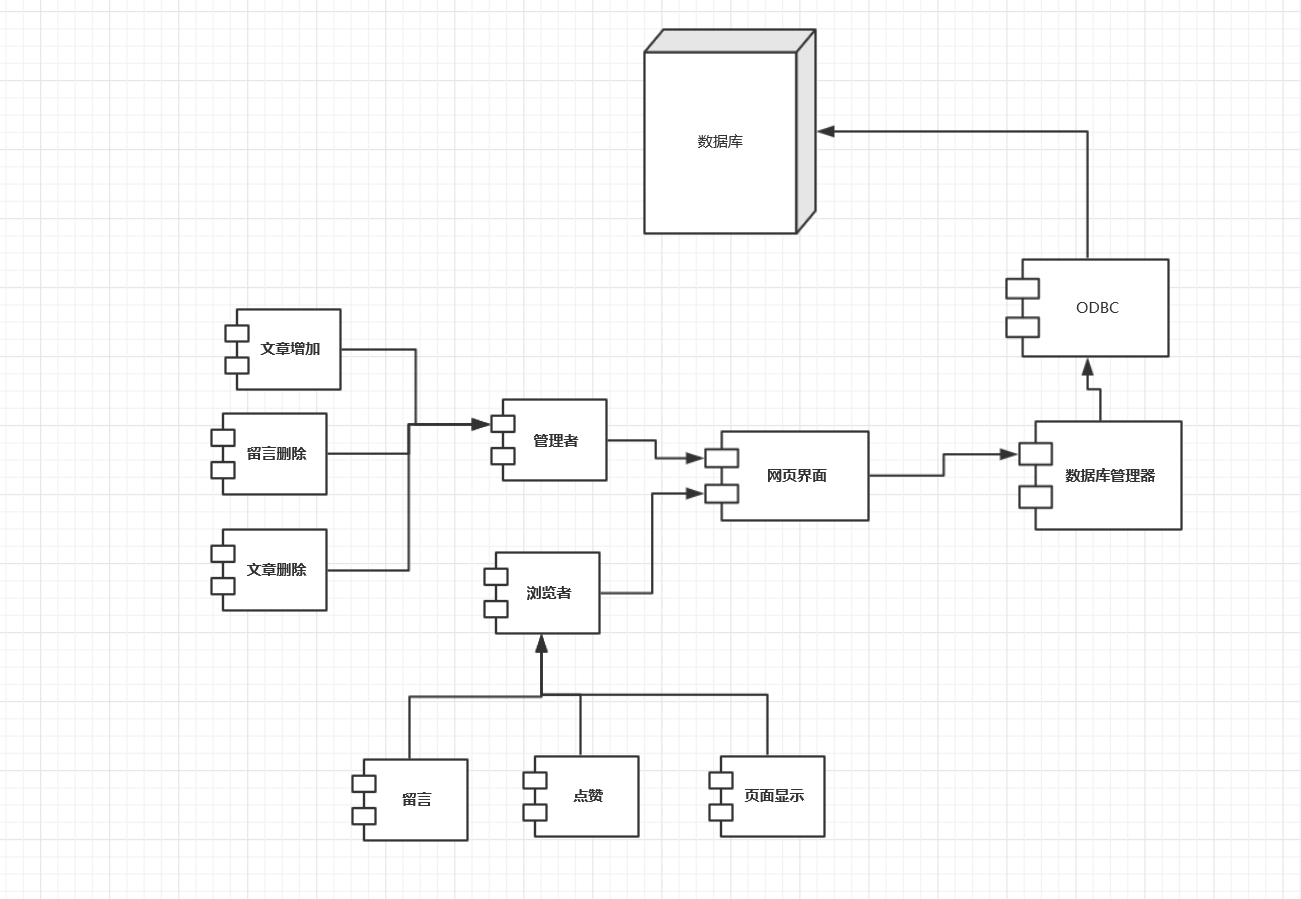 数据库
ODBC
文章增加
留言删除
管理者
网页界面
数据库管理器
文章删除
浏览者
留言
点赞
页面显示